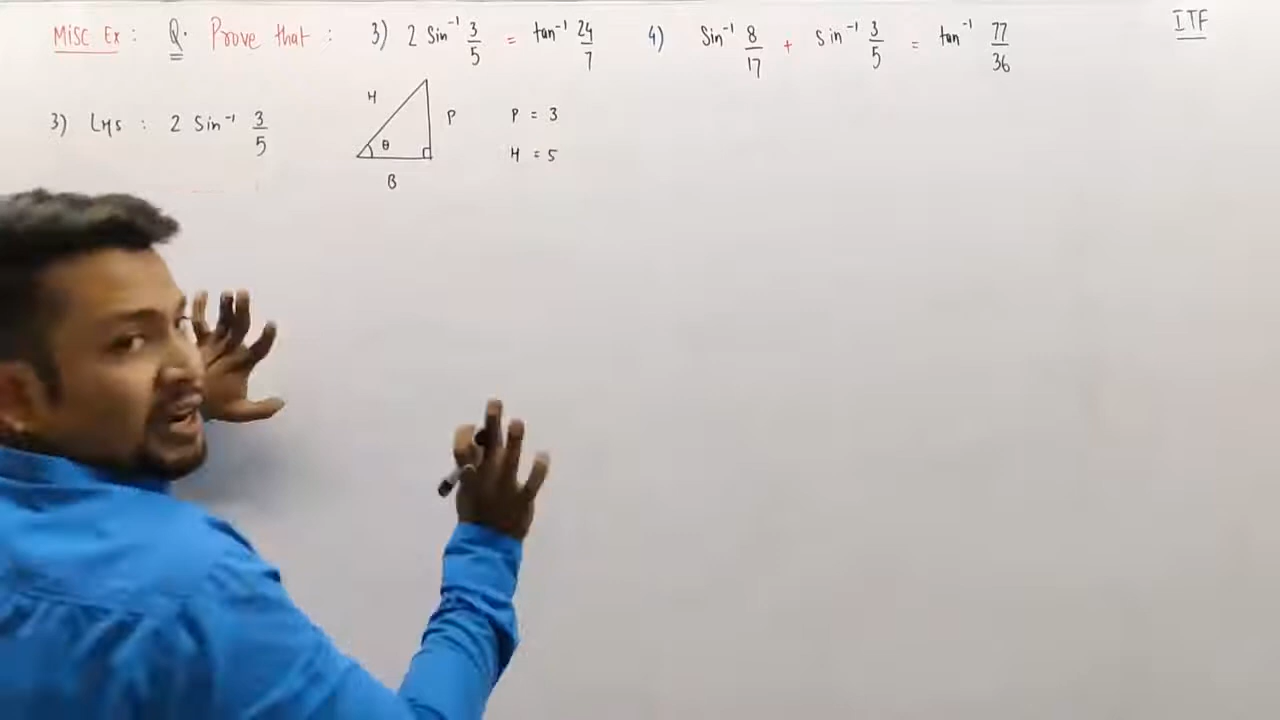 Misc Ex : Q. Prove that : 3) 2 Sin⁻¹ 3/5 = tan⁻¹ 24/7 4) Sin⁻¹ 8/17 + Sin⁻¹ 3/5 = tan⁻¹ 77/36 ITF
3) LHS : 2 Sin⁻¹ 3/5
H
θ
P
B
P = 3
H = 5